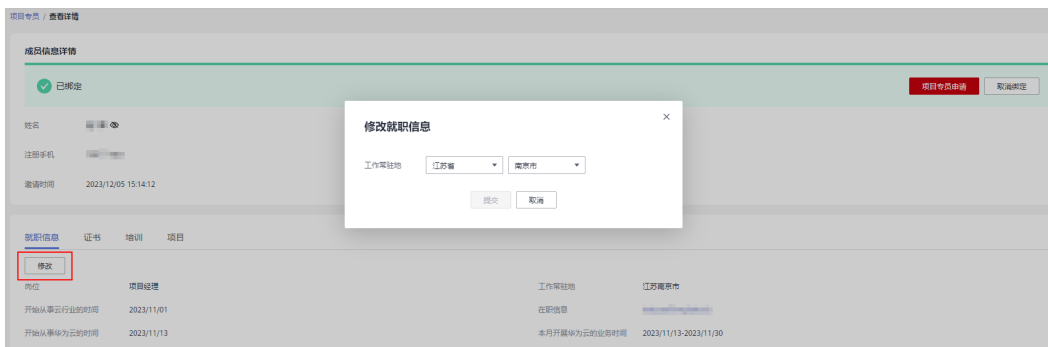 项目专员 / 查看详情
成员信息详情
已绑定
项目专员申请 取消绑定
姓名
注册手机
邀请时间 2023/12/05 15:14:12
修改就职信息 ×
工作常驻地 江苏省 南京市
提交 取消
就职信息 证书 培训 项目
修改
岗位 项目经理 工作常驻地 江苏南京市
开始从事云行业的时间 2023/11/01 在职信息
开始从事华为云的时间 2023/11/13 本月开展华为云的业务时间 2023/11/13-2023/11/30